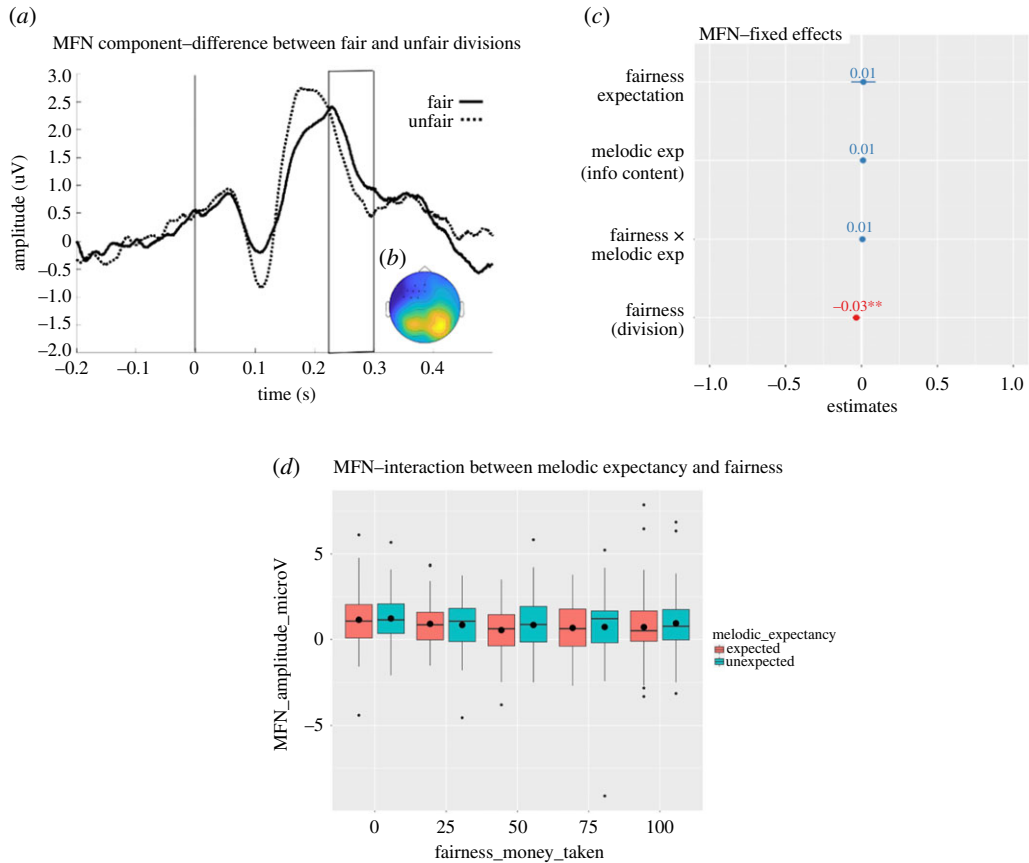 (a)
MFN component–difference between fair and unfair divisions
3.0
2.5
2.0
1.5
1.0
0.5
0
−0.5
−1.0
−1.5
−2.0
amplitude (uV)
fair
unfair
(b)
−0.2
−0.1
0
0.1
0.2
0.3
0.4
time (s)
(c)
MFN–fixed effects
fairness
expectation
0.01
melodic exp
(info content)
0.01
fairness ×
melodic exp
0.01
fairness
(division)
−0.03**
−1.0
−0.5
0
0.5
1.0
estimates
(d)
MFN–interaction between melodic expectancy and fairness
5
0
−5
MFN_amplitude_microV
melodic_expectancy
expected
unexpected
0
25
50
75
100
fairness_money_taken